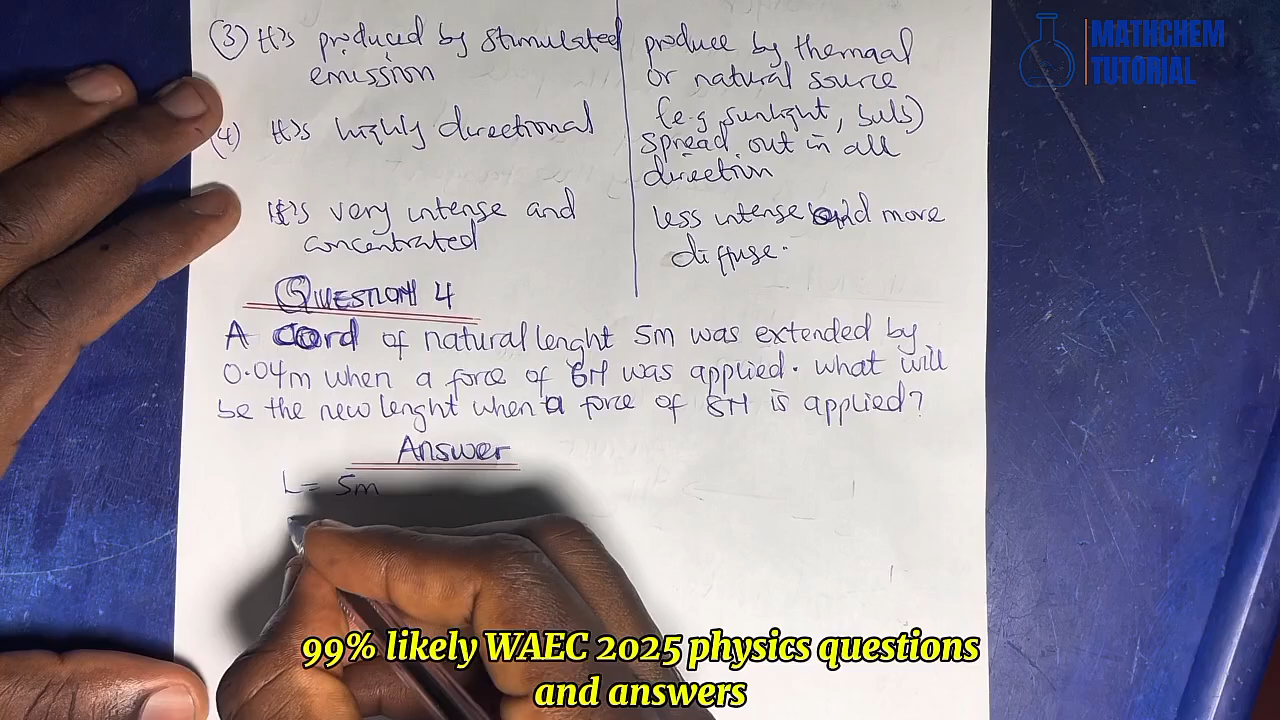 MATHCHEM
TUTORIAL
(3) It's produced by stimulated
emission
produce by thermaal
or natural source
(e.g sunlight, buls)
(4) It's highly directional
spread out in all
direction
It's very intense and
concentrated
less intense and more
diffuse.
QUESTION 4
A cord of natural lenght 5m was extended by
0.04m when a force of 6N was applied. what will
be the new lenght when a force of 8N is applied?
Answer
L= 5m
99% likely WAEC 2025 physics questions
and answers